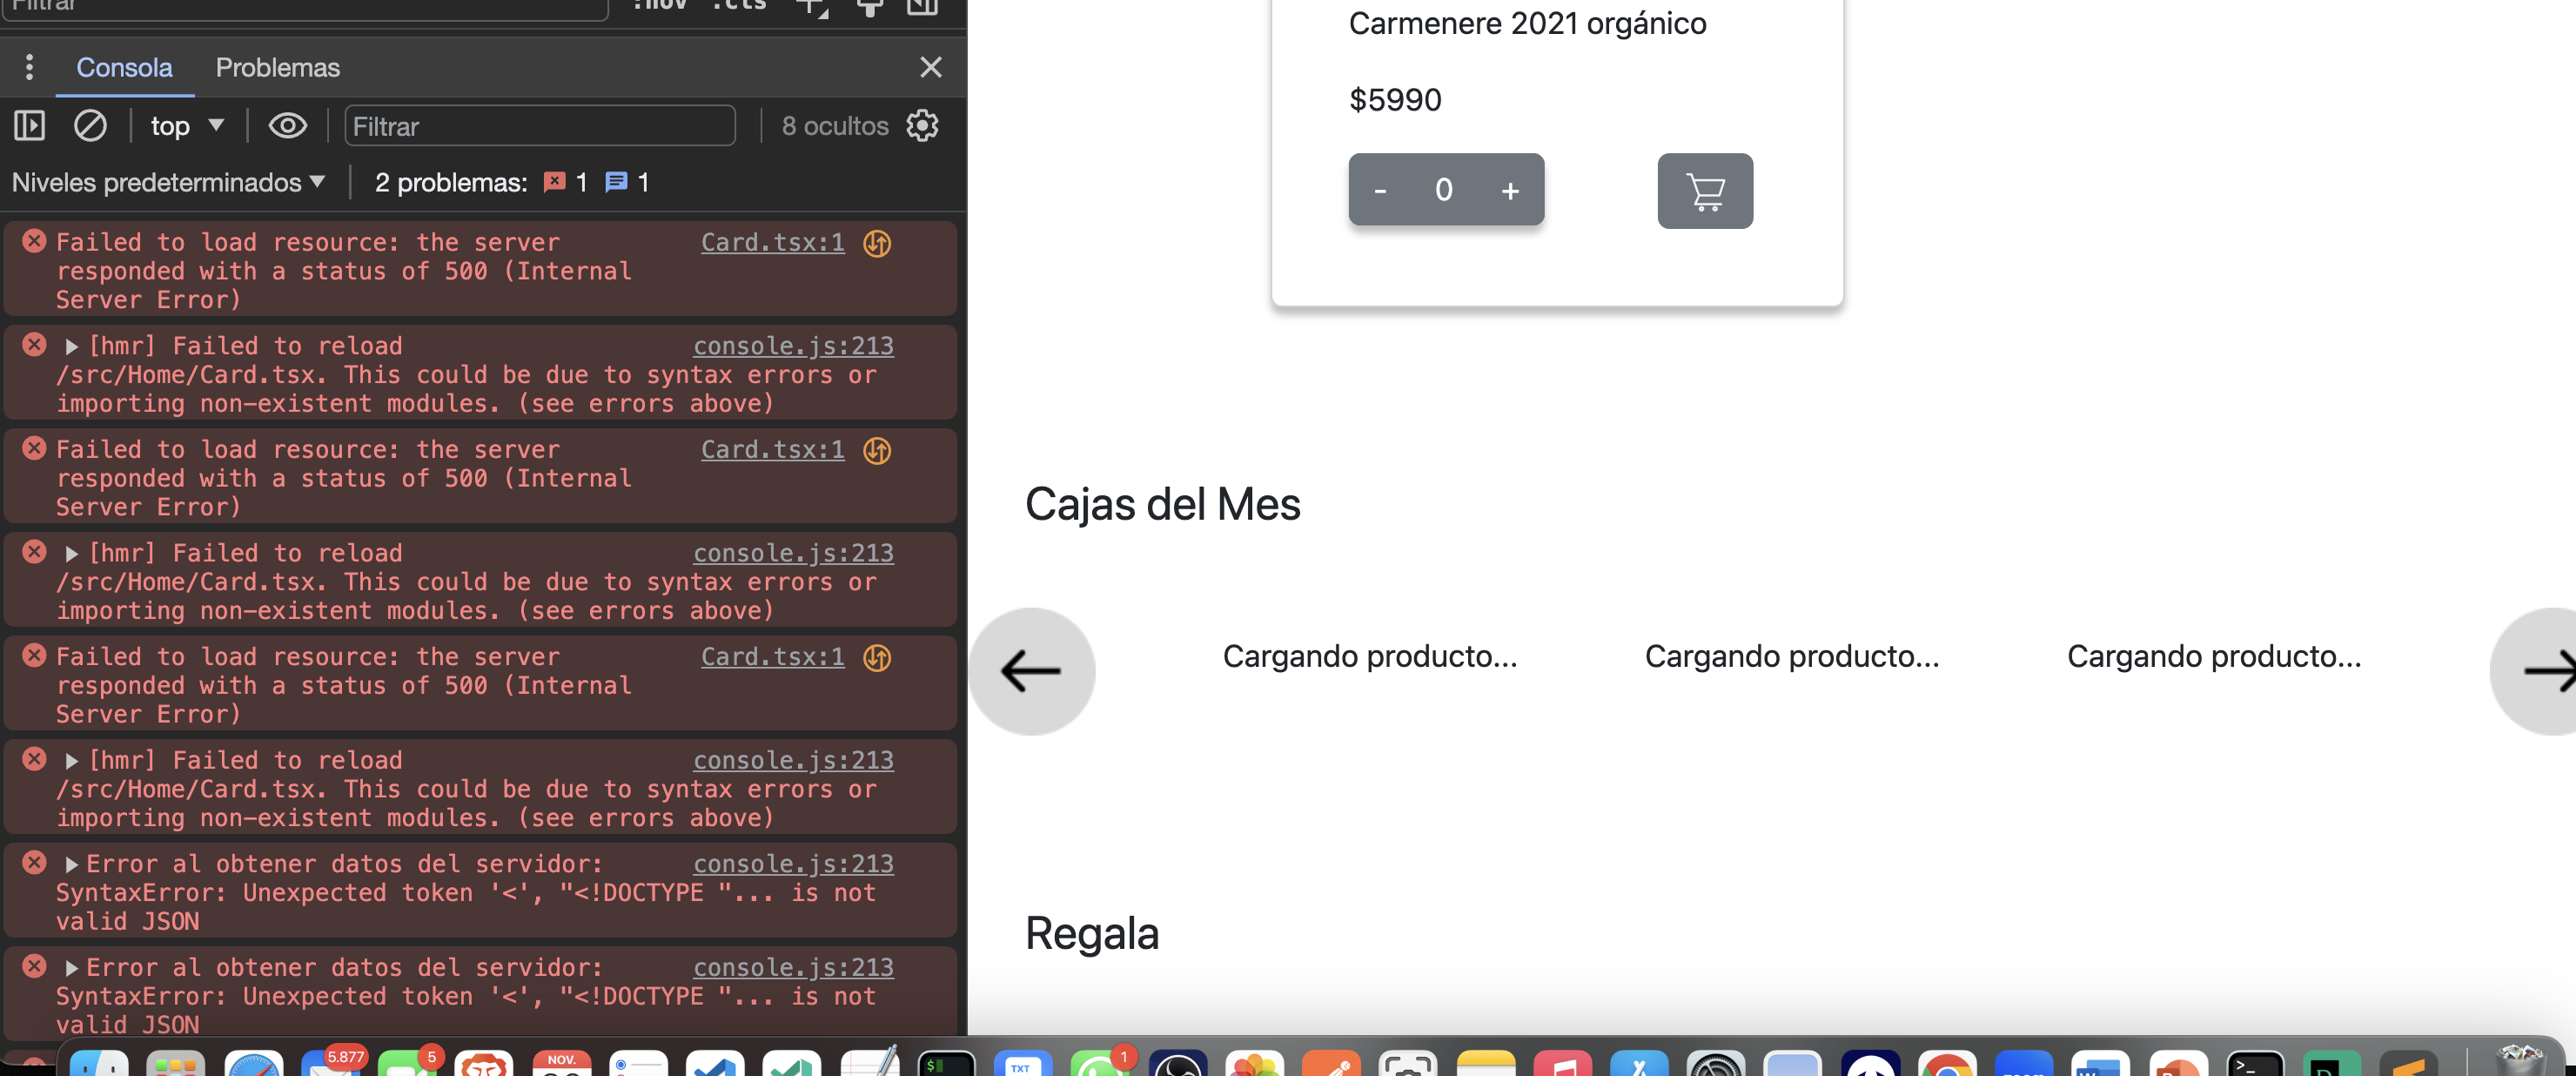 Filtrar
:hov .cls
Consola Problemas
top Filtrar 8 ocultos
Niveles predeterminados 2 problemas: 1 1
Failed to load resource: the server Card.tsx:1
responded with a status of 500 (Internal
Server Error)
[hmr] Failed to reload console.js:213
/src/Home/Card.tsx. This could be due to syntax errors or
importing non-existent modules. (see errors above)
Failed to load resource: the server Card.tsx:1
responded with a status of 500 (Internal
Server Error)
[hmr] Failed to reload console.js:213
/src/Home/Card.tsx. This could be due to syntax errors or
importing non-existent modules. (see errors above)
Failed to load resource: the server Card.tsx:1
responded with a status of 500 (Internal
Server Error)
[hmr] Failed to reload console.js:213
/src/Home/Card.tsx. This could be due to syntax errors or
importing non-existent modules. (see errors above)
Error al obtener datos del servidor: console.js:213
SyntaxError: Unexpected token '<', "<!DOCTYPE "... is not
valid JSON
Error al obtener datos del servidor: console.js:213
SyntaxError: Unexpected token '<', "<!DOCTYPE "... is not
valid JSON
Carmenere 2021 orgánico
$5990
- 0 +
Cajas del Mes
Cargando producto... Cargando producto... Cargando producto...
Regala
5.877 5 NOV. $ TXT 1 >_